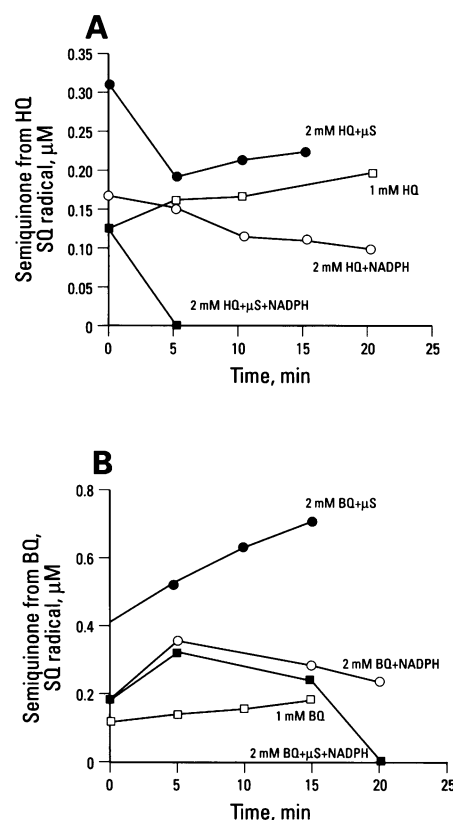 A
Semiquinone from HQ
SQ radical, μM
0.35
0.30
0.25
0.20
0.15
0.10
0.05
0
2 mM HQ+μS
1 mM HQ
2 mM HQ+NADPH
2 mM HQ+μS+NADPH
0 5 10 15 20 25
Time, min
B
Semiquinone from BQ,
SQ radical, μM
0.8
0.6
0.4
0.2
0
2 mM BQ+μS
2 mM BQ+NADPH
1 mM BQ
2 mM BQ+μS+NADPH
0 5 10 15 20 25
Time, min